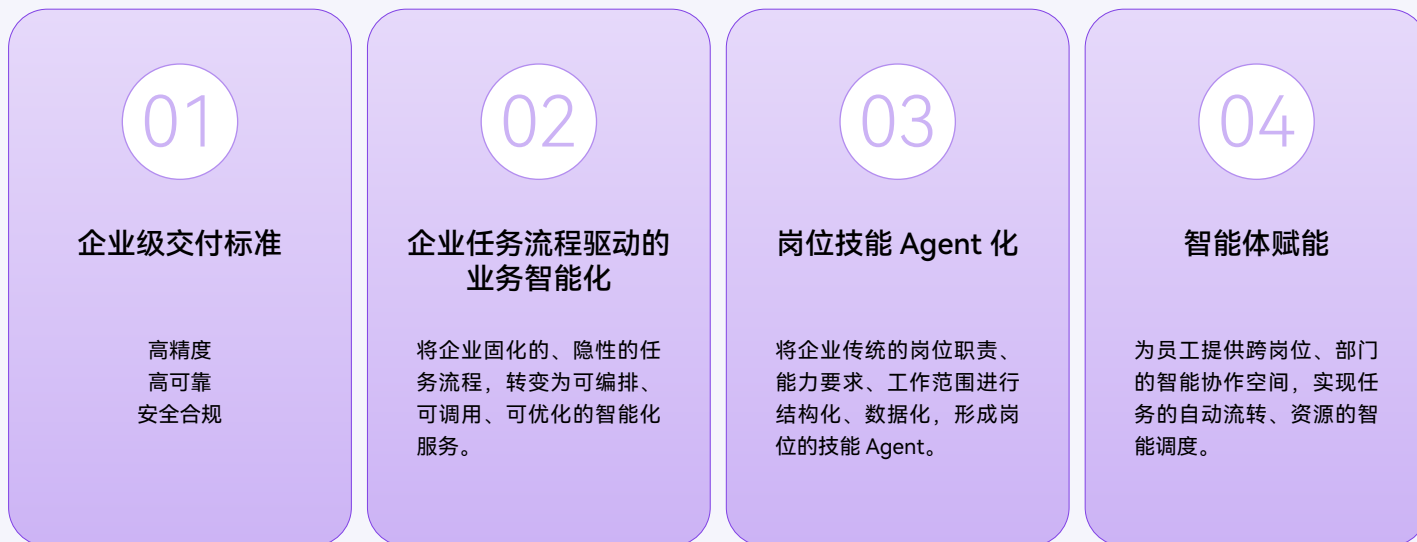 01
企业级交付标准
高精度
高可靠
安全合规
02
企业任务流程驱动的
业务智能化
将企业固化的、隐性的任
务流程，转变为可编排、
可调用、可优化的智能化
服务。
03
岗位技能 Agent 化
将企业传统的岗位职责、
能力要求、工作范围进行
结构化、数据化，形成岗
位的技能 Agent。
04
智能体赋能
为员工提供跨岗位、部门
的智能协作空间，实现任
务的自动流转、资源的智
能调度。